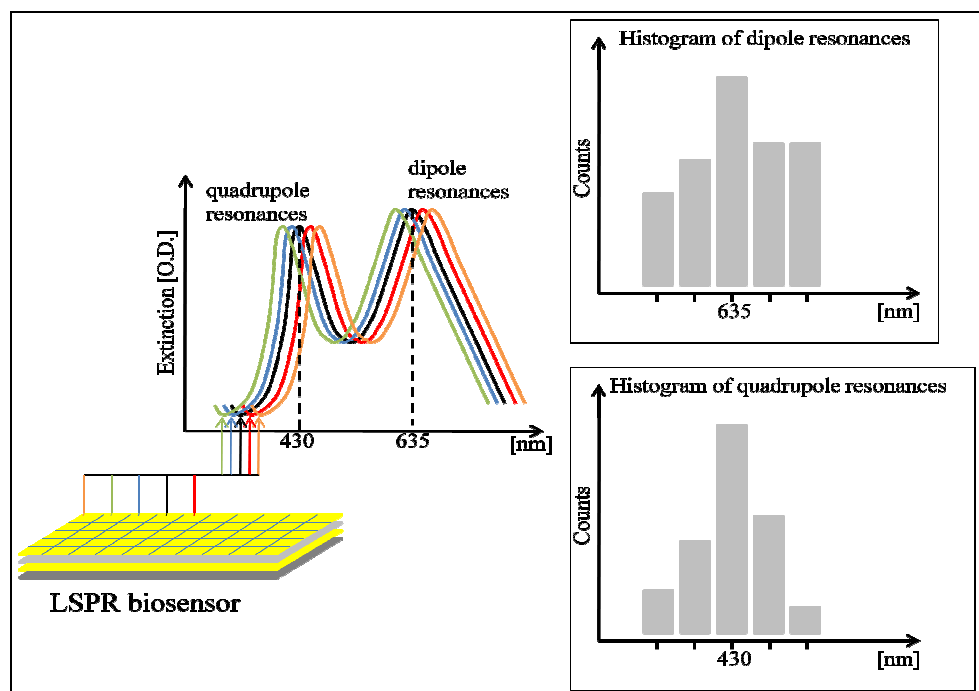 quadrupole
resonances
dipole
resonances
Extinction [O.D.]
430
635
[nm]
LSPR biosensor
Histogram of dipole resonances
Counts
635
[nm]
Histogram of quadrupole resonances
Counts
430
[nm]